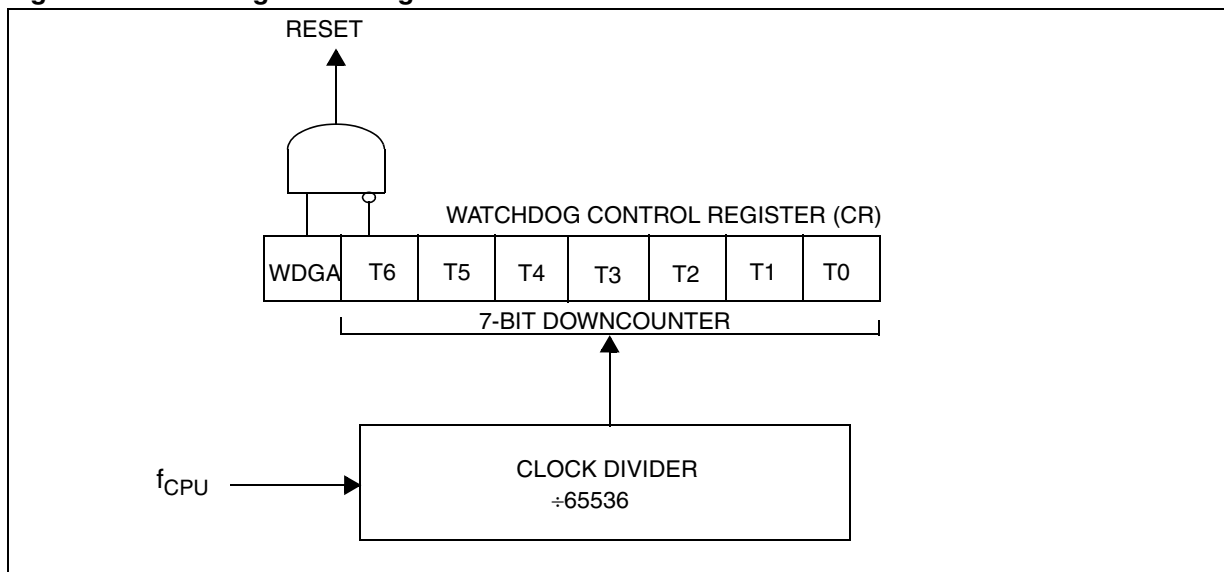 RESET
WATCHDOG CONTROL REGISTER (CR)
WDGA T6 T5 T4 T3 T2 T1 T0
7-BIT DOWNCOUNTER
fCPU
CLOCK DIVIDER
÷65536